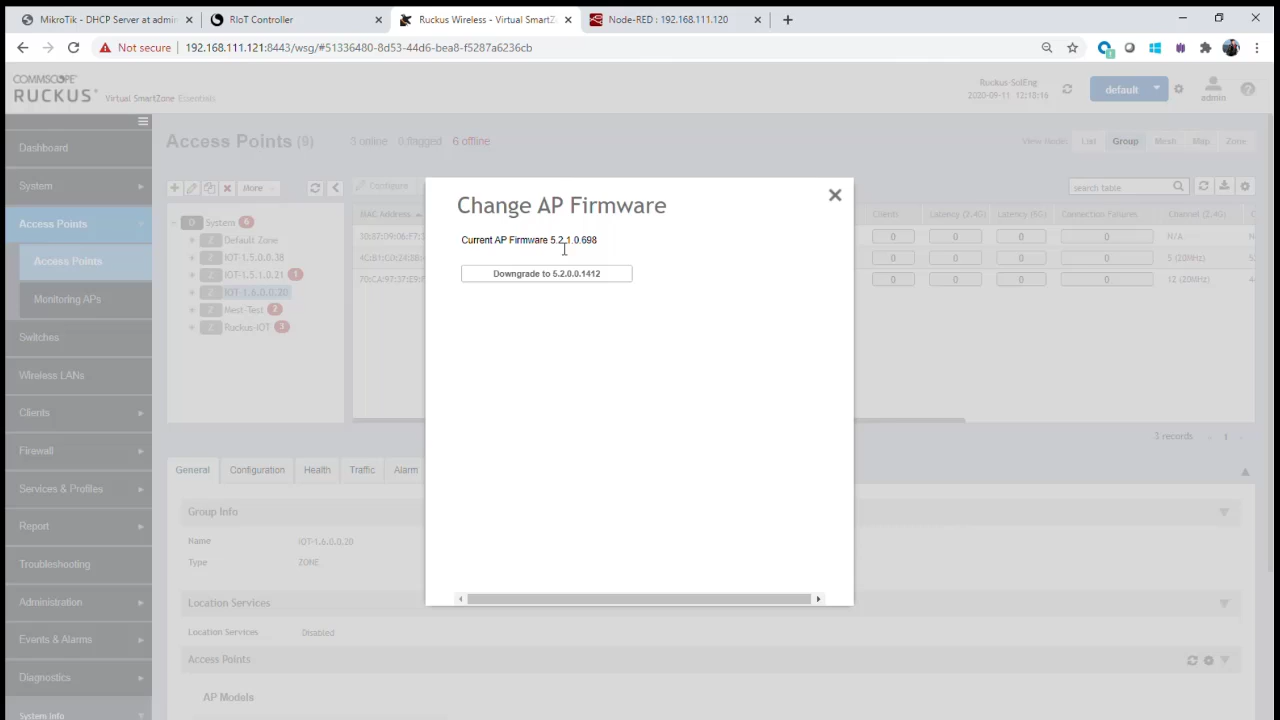 MikroTik - DHCP Server at admin
RIoT Controller
Ruckus Wireless - Virtual SmartZ
Node-RED : 192.168.111.120
Not secure
192.168.111.121:8443/wsg/#51336480-8d53-44d6-bea8-f5287a6236cb
COMMSCOPE
RUCKUS
Virtual SmartZone Essentials
Ruckus-SolEng
2020-09-11 12:18:16
default
admin
Dashboard
System
Access Points
Access Points
Monitoring APs
Switches
Wireless LANs
Clients
Firewall
Services & Profiles
Report
Troubleshooting
Administration
Events & Alarms
Diagnostics
System Info
Access Points (9)
3 online
0 flagged
6 offline
View Mode:
List
Group
Mesh
Map
Zone
More
Configure
search table
D System 6
Z Default Zone
Z IOT-1.5.0.0.38
Z IOT-1.5.1.0.21 1
Z IOT-1.6.0.0.20
Z Mest-Test 2
Z Ruckus-IOT 3
MAC Address
Clients
Latency (2.4G)
Latency (5G)
Connection Failures
Channel (2.4G)
0 0 0 0 N/A
0 0 0 0 5 (20MHz)
0 0 0 0 12 (20MHz)
3 records
1
Change AP Firmware
Current AP Firmware 5.2.1.0.698
Downgrade to 5.2.0.0.1412
General
Configuration
Health
Traffic
Alarm
Group Info
Name IOT-1.6.0.0.20
Type ZONE
Location Services
Location Services Disabled
Access Points
AP Models